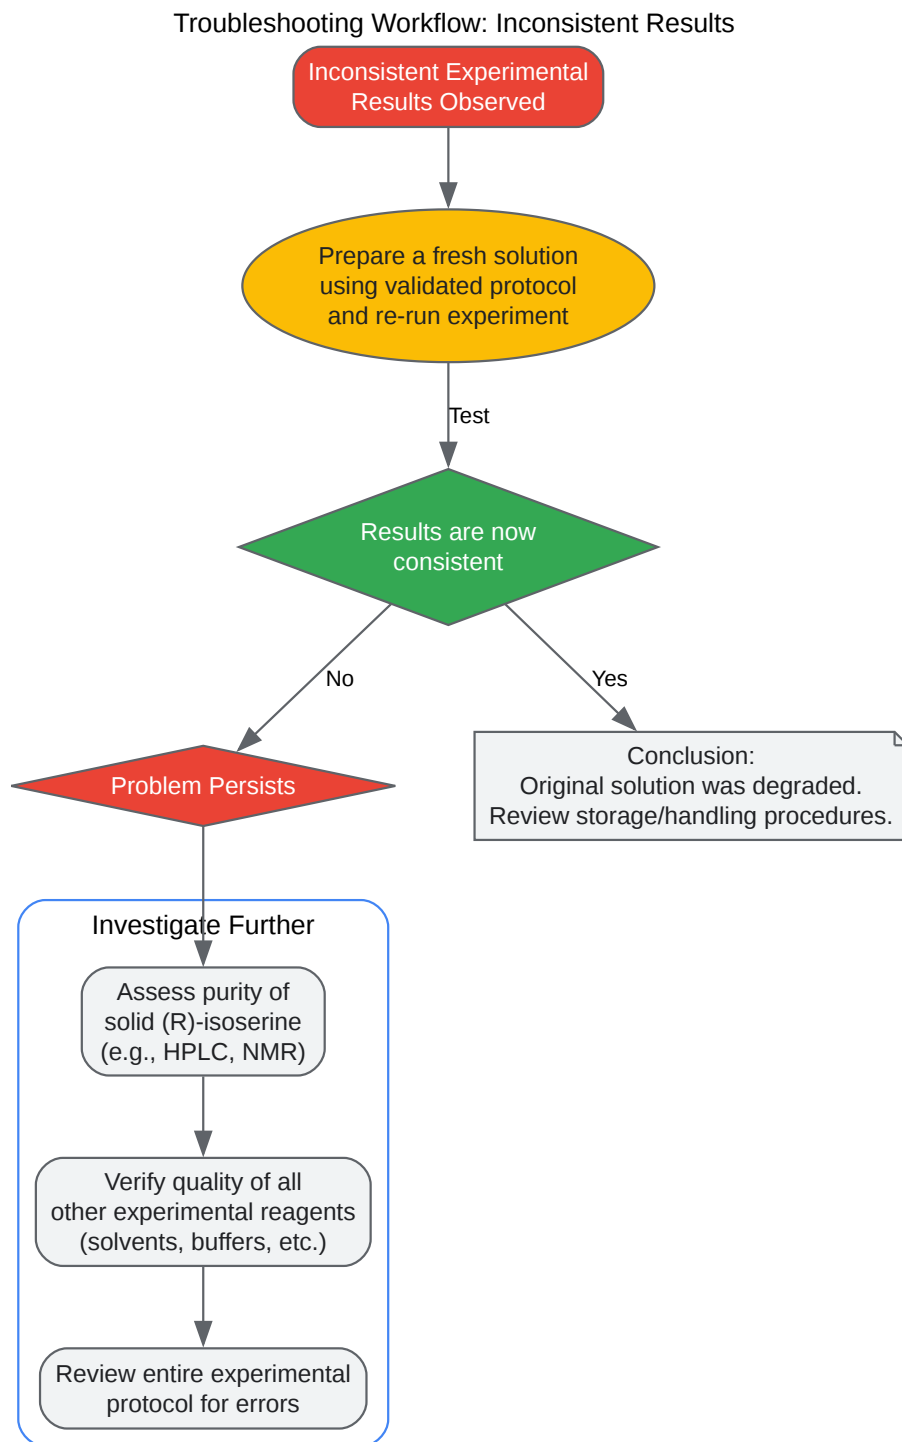 Troubleshooting Workflow: Inconsistent Results
Inconsistent Experimental
Results Observed
Prepare a fresh solution
using validated protocol
and re-run experiment
Test
Results are now
consistent
No
Yes
Problem Persists
Conclusion:
Original solution was degraded.
Review storage/handling procedures.
Investigate Further
Assess purity of
solid (R)-isoserine
(e.g., HPLC, NMR)
Verify quality of all
other experimental reagents
(solvents, buffers, etc.)
Review entire experimental
protocol for errors